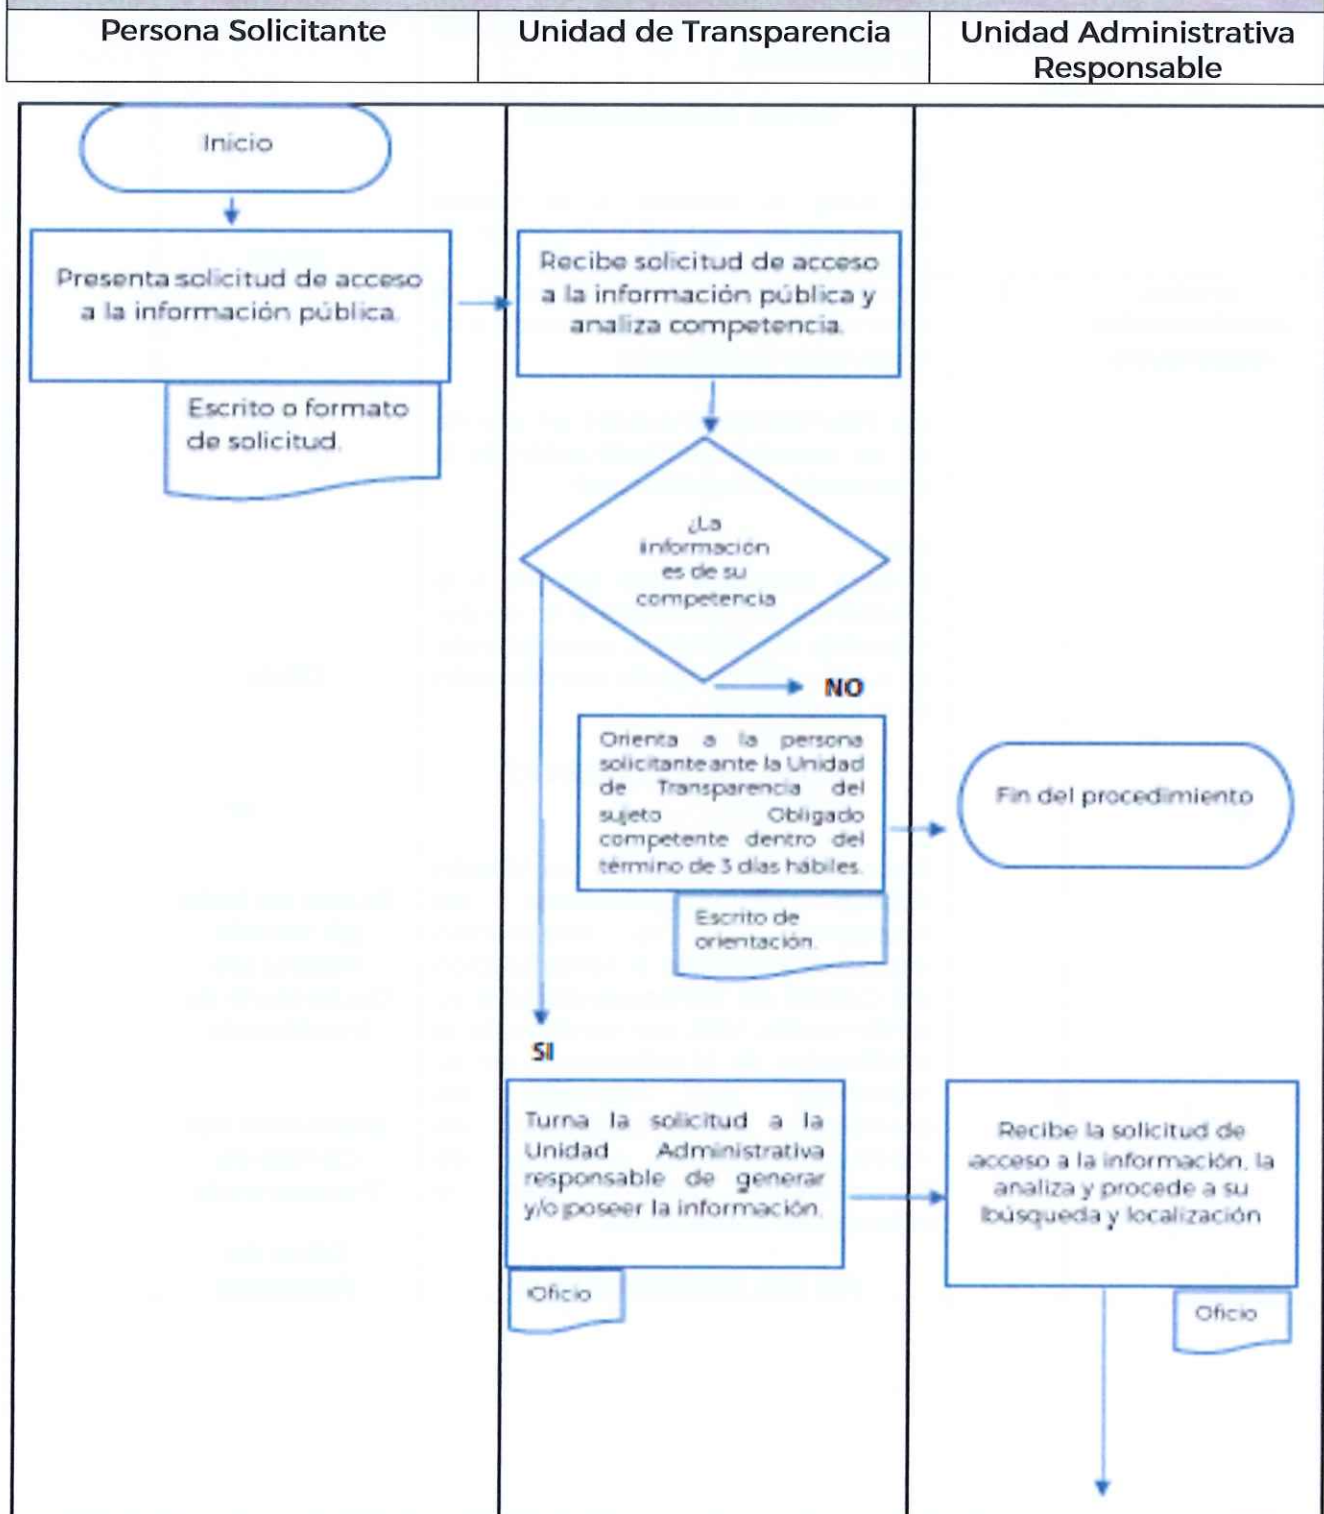 Persona Solicitante
Unidad de Transparencia
Unidad Administrativa
Responsable
Inicio
Presenta solicitud de acceso
a la información pública.
Escrito o formato
de solicitud.
Recibe solicitud de acceso
a la información pública y
analiza competencia.
¿La
información
es de su
competencia
NO
Orienta a la persona
solicitante ante la Unidad
de Transparencia del
sujeto Obligado
competente dentro del
término de 3 días hábiles.
Escrito de
orientación.
Fin del procedimiento
SI
Turna la solicitud a la
Unidad Administrativa
responsable de generar
y/o poseer la información.
Oficio
Recibe la solicitud de
acceso a la información, la
analiza y procede a su
búsqueda y localización
Oficio